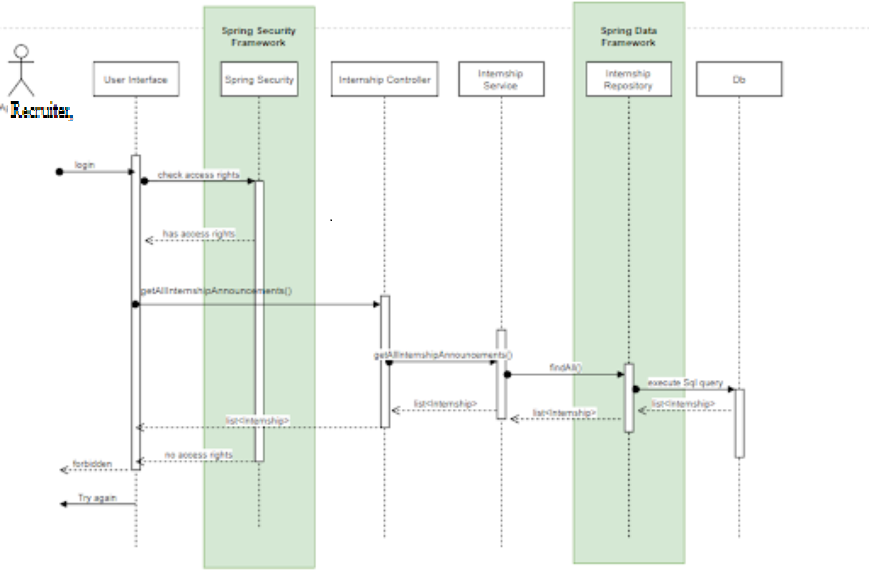 Spring Security
Framework
Spring Data
Framework
User Interface
Spring Security
Internship Controller
Internship
Service
Internship
Repository
Db
Recruiter,
login
check access rights
has access rights
getAllInternshipAnnouncements()
getAllInternshipAnnouncements()
findAll()
execute Sql query
list<Internship>
list<Internship>
list<Internship>
list<Internship>
no access rights
forbidden
Try again